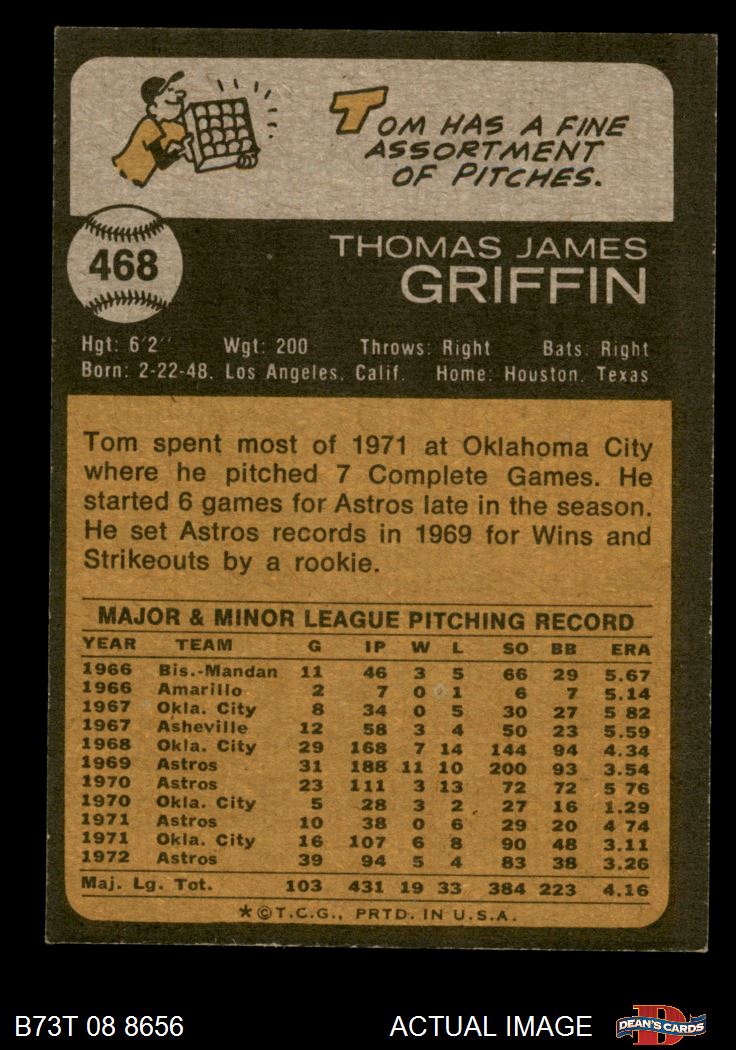 TOM HAS A FINE
ASSORTMENT
OF PITCHES.
468
THOMAS JAMES
GRIFFIN
Hgt: 6'2" Wgt: 200 Throws: Right Bats: Right
Born: 2-22-48, Los Angeles, Calif. Home: Houston, Texas
Tom spent most of 1971 at Oklahoma City
where he pitched 7 Complete Games. He
started 6 games for Astros late in the season.
He set Astros records in 1969 for Wins and
Strikeouts by a rookie.
MAJOR & MINOR LEAGUE PITCHING RECORD
YEAR TEAM G IP W L SO BB ERA
1966 Bis.-Mandan 11 46 3 5 66 29 5.67
1966 Amarillo 2 7 0 1 6 7 5.14
1967 Okla. City 8 34 0 5 30 27 5 82
1967 Asheville 12 58 3 4 50 23 5.59
1968 Okla. City 29 168 7 14 144 94 4.34
1969 Astros 31 188 11 10 200 93 3.54
1970 Astros 23 111 3 13 72 72 5 76
1970 Okla. City 5 28 3 2 27 16 1.29
1971 Astros 10 38 0 6 29 20 4 74
1971 Okla. City 16 107 6 8 90 48 3.11
1972 Astros 39 94 5 4 83 38 3.26
Maj. Lg. Tot. 103 431 19 33 384 223 4.16
*©T.C.G., PRTD. IN U.S.A.
B73T 08 8656 ACTUAL IMAGE D DEAN'S CARDS